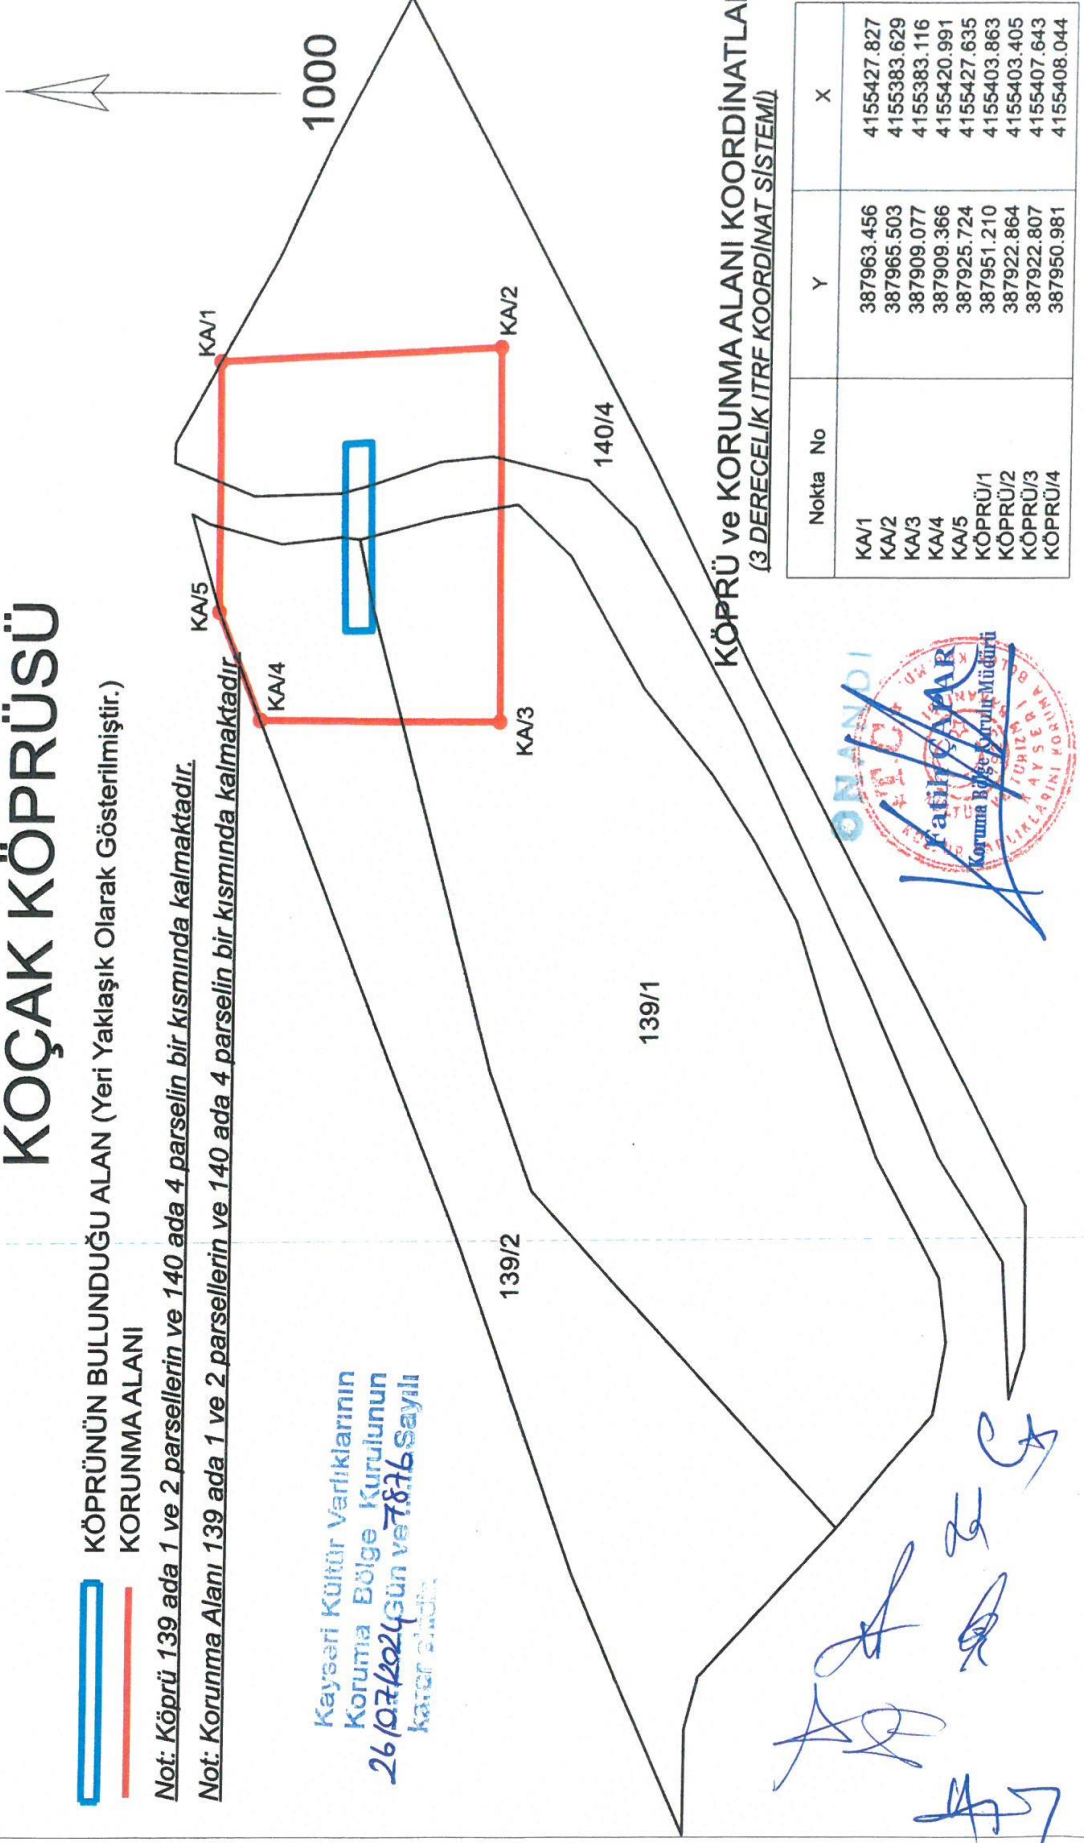 KOÇAK KÖPRÜSÜ
KÖPRÜNÜN BULUNDUĞU ALAN (Yeri Yaklaşık Olarak Gösterilmiştir.)
KORUNMA ALANI
Not: Köprü 139 ada 1 ve 2 parsellerin ve 140 ada 4 parselin bir kısmında kalmaktadır.
Not: Korunma Alanı 139 ada 1 ve 2 parsellerin ve 140 ada 4 parselin bir kısmında kalmaktadır.
1000
KA/1
KA/5
KA/4
KA/2
KA/3
140/4
139/1
139/2
Kayseri Kültür Varlıklarının
Koruma Bölge Kurulunun
26/07/2024 Gün ve 7876 Sayılı
karar ekidir.
KÖPRÜ ve KORUNMA ALANI KOORDİNATLA
(3 DERECELİK ITRF KOORDİNAT SİSTEMİ)
Nokta No Y X
KA/1 387963.456 4155427.827
KA/2 387965.503 4155383.629
KA/3 387909.077 4155383.116
KA/4 387909.366 4155420.991
KA/5 387925.724 4155427.635
KÖPRÜ/1 387951.210 4155403.863
KÖPRÜ/2 387922.864 4155403.405
KÖPRÜ/3 387922.807 4155407.643
KÖPRÜ/4 387950.981 4155408.044
ONANDI
T.C.
Fatih ÇAPAR
Koruma Bölge Kurulu Müdürü